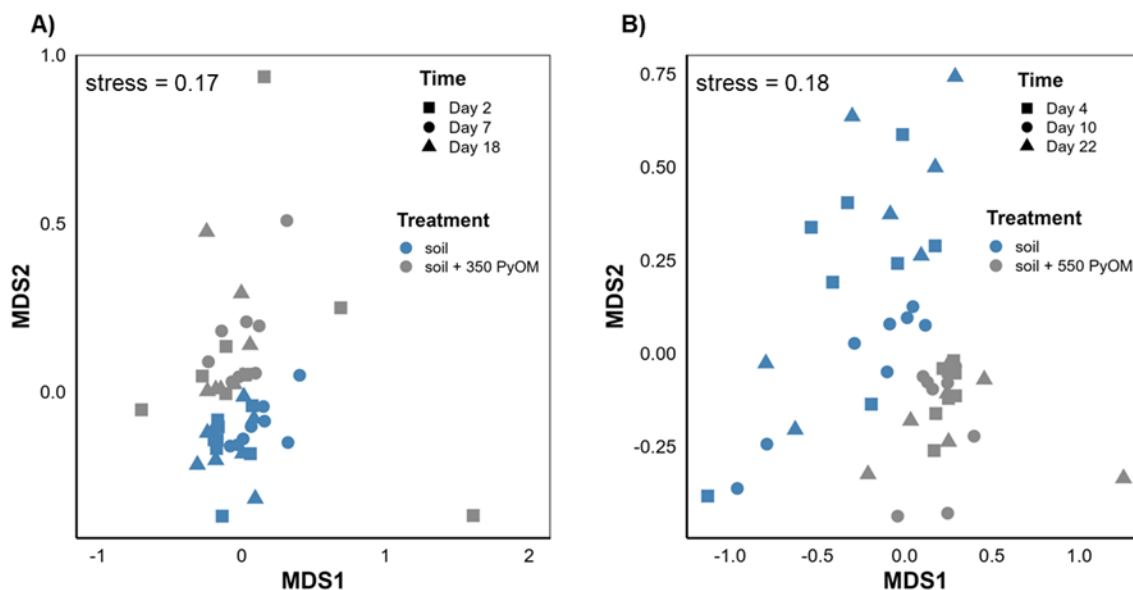 A)
stress = 0.17
Time
Day 2
Day 7
Day 18
Treatment
soil
soil + 350 PyOM
1.0
0.5
0.0
MDS2
-1
0
1
2
MDS1
B)
stress = 0.18
Time
Day 4
Day 10
Day 22
Treatment
soil
soil + 550 PyOM
0.75
0.50
0.25
0.00
-0.25
MDS2
-1.0
-0.5
0.0
0.5
1.0
MDS1